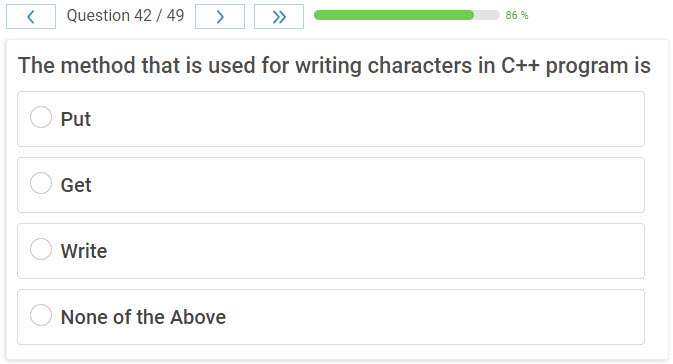 Question 42 / 49
86 %
The method that is used for writing characters in C++ program is
Put
Get
Write
None of the Above